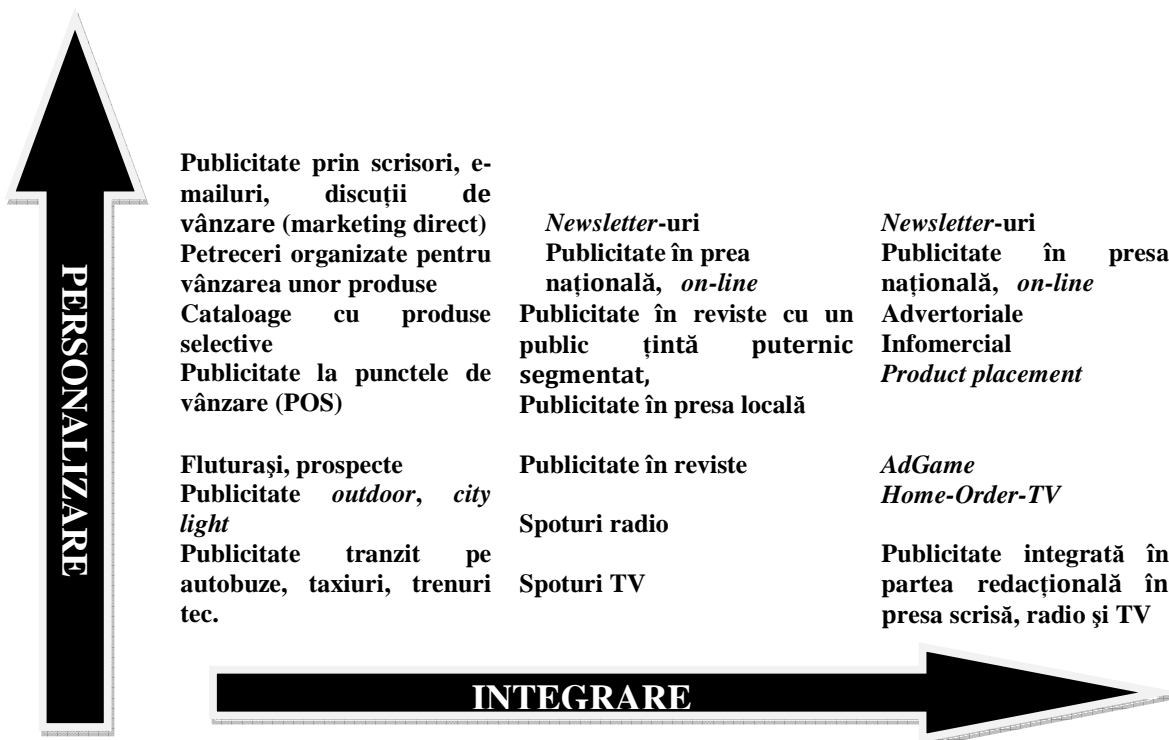 PERSONALIZARE
Publicitate prin scrisori, e-
mailuri, discuții de
vânzare (marketing direct)
Petreceri organizate pentru
vânzarea unor produse
Cataloage cu produse
selective
Publicitate la punctele de
vânzare (POS)
Fluturaşi, prospecte
Publicitate outdoor, city
light
Publicitate tranzit pe
autobuze, taxiuri, trenuri
tec.
Newsletter-uri
Publicitate în prea
națională, on-line
Publicitate în reviste cu un
public țintă puternic
segmentat,
Publicitate în presa locală
Publicitate în reviste
Spoturi radio
Spoturi TV
Newsletter-uri
Publicitate în presa
națională, on-line
Advertoriale
Infomercial
Product placement
AdGame
Home-Order-TV
Publicitate integrată în
partea redacțională în
presa scrisă, radio şi TV
INTEGRARE